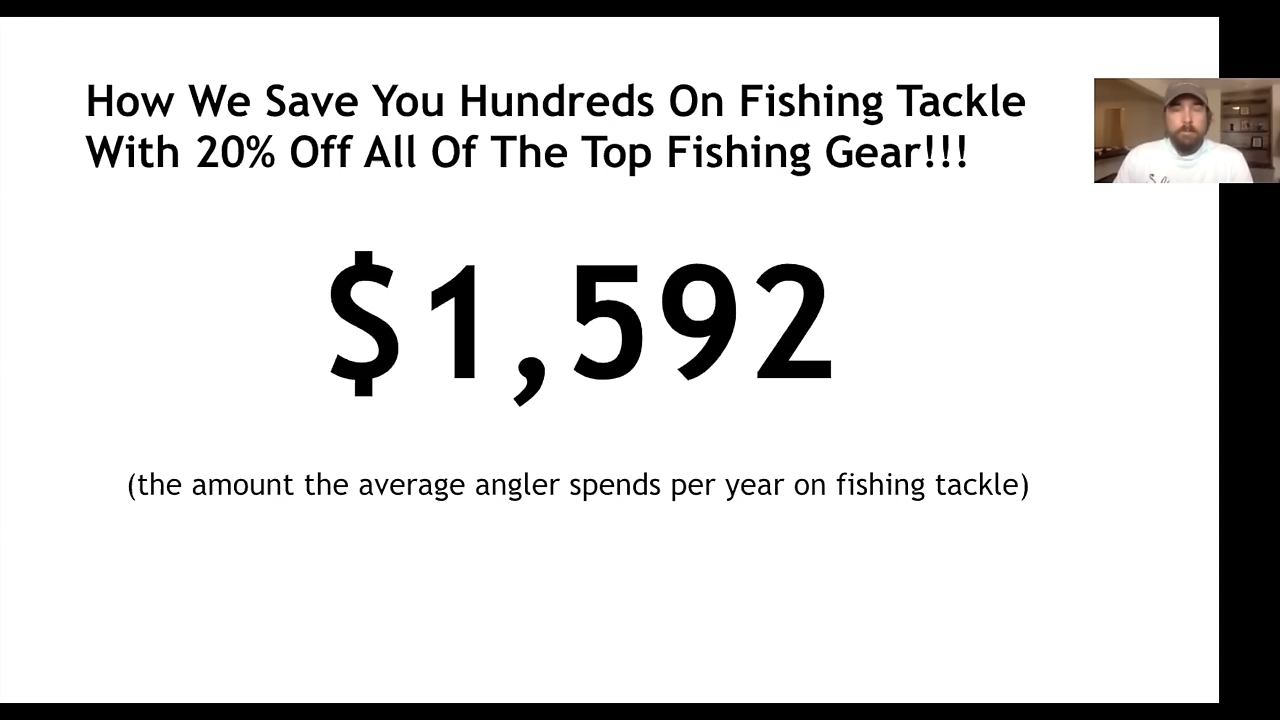 How We Save You Hundreds On Fishing Tackle
With 20% Off All Of The Top Fishing Gear!!!
$1,592
(the amount the average angler spends per year on fishing tackle)